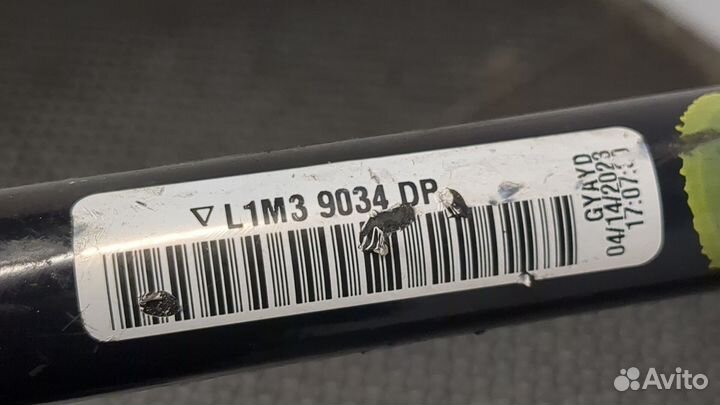 ▽ L1M3 9034 DP
GYAYD
04/14/2023
Avito